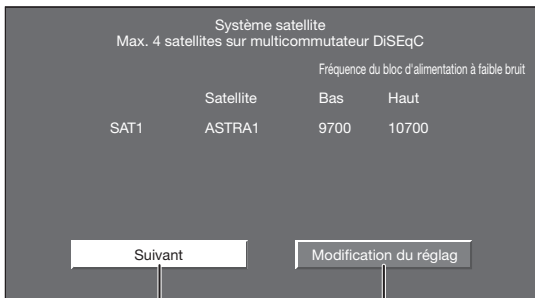 Système satellite
Max. 4 satellites sur multicommutateur DiSEqC
Fréquence du bloc d'alimentation à faible bruit
Satellite Bas Haut
SAT1 ASTRA1 9700 10700
Suivant Modification du réglag